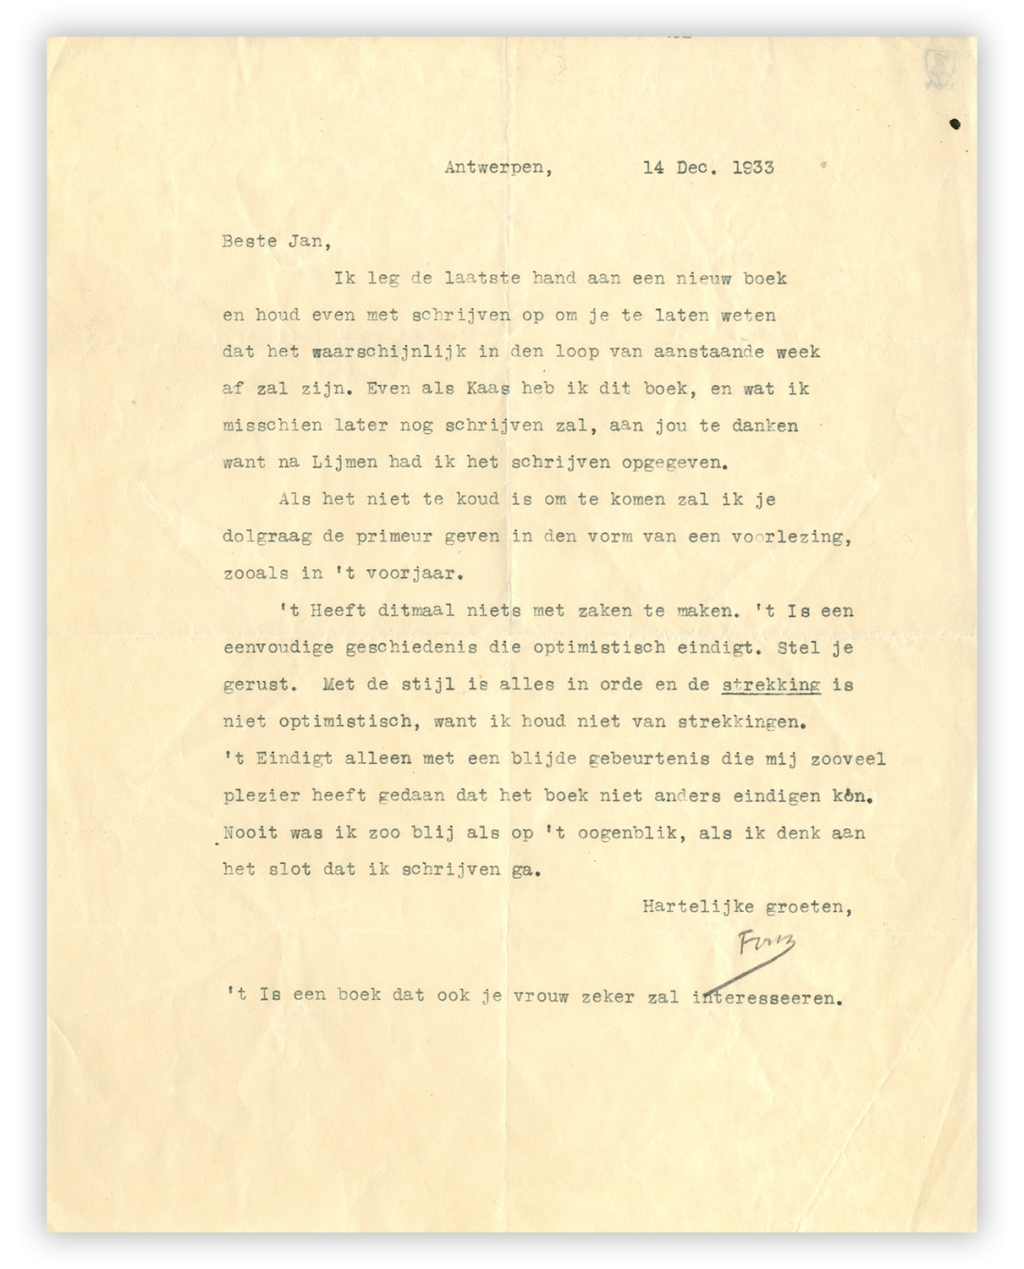 Antwerpen, 14 Dec. 1933
Beste Jan,
Ik leg de laatste hand aan een nieuw boek
en houd even met schrijven op om je te laten weten
dat het waarschijnlijk in den loop van aanstaande week
af zal zijn. Even als Kaas heb ik dit boek, en wat ik
misschien later nog schrijven zal, aan jou te danken
want na Lijmen had ik het schrijven opgegeven.
Als het niet te koud is om te komen zal ik je
dolgraag de primeur geven in den vorm van een voorlezing,
zooals in 't voorjaar.
't Heeft ditmaal niets met zaken te maken. 't Is een
eenvoudige geschiedenis die optimistisch eindigt. Stel je
gerust. Met de stijl is alles in orde en de strekking is
niet optimistisch, want ik houd niet van strekkingen.
't Eindigt alleen met een blijde gebeurtenis die mij zooveel
plezier heeft gedaan dat het boek niet anders eindigen kòn.
Nooit was ik zoo blij als op 't oogenblik, als ik denk aan
het slot dat ik schrijven ga.
Hartelijke groeten,
Fons
't Is een boek dat ook je vrouw zeker zal interesseeren.